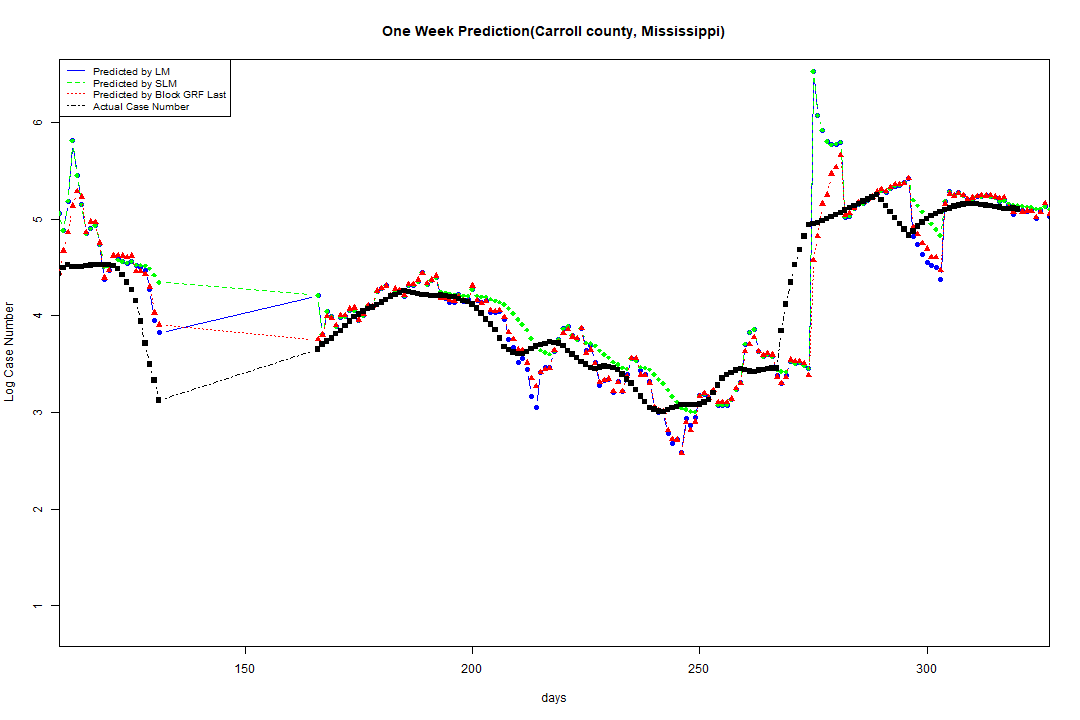 One Week Prediction(Carroll county, Mississippi)
Predicted by LM
Predicted by SLM
Predicted by Block GRF Last
Actual Case Number
Log Case Number
6
5
4
3
2
1
150
200
250
300
days